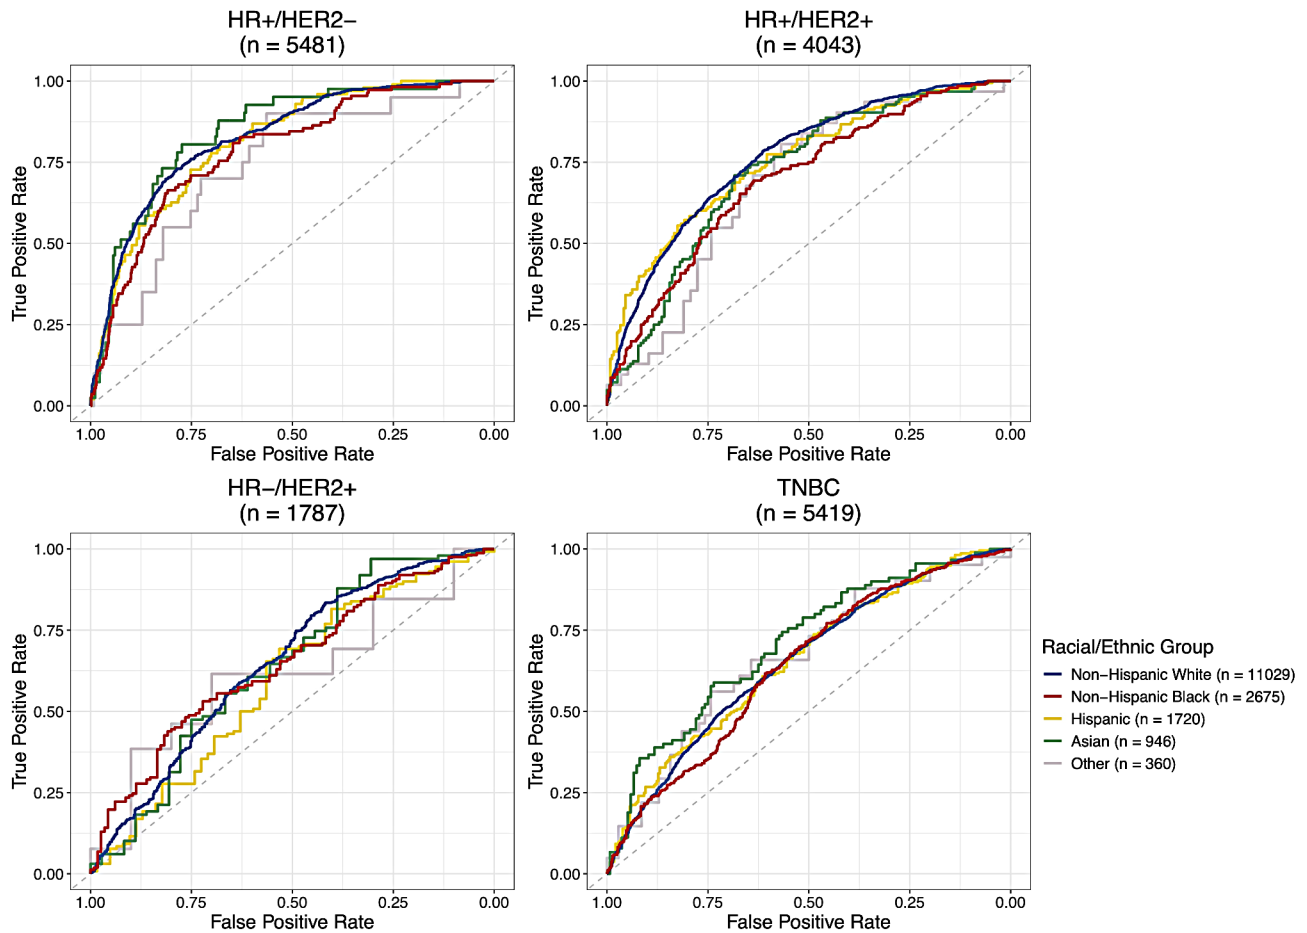 HR+/HER2−
(n = 5481)
1.00
0.75
0.50
0.25
0.00
True Positive Rate
1.00 0.75 0.50 0.25 0.00
False Positive Rate
HR+/HER2+
(n = 4043)
1.00
0.75
0.50
0.25
0.00
True Positive Rate
1.00 0.75 0.50 0.25 0.00
False Positive Rate
HR−/HER2+
(n = 1787)
1.00
0.75
0.50
0.25
0.00
True Positive Rate
1.00 0.75 0.50 0.25 0.00
False Positive Rate
TNBC
(n = 5419)
1.00
0.75
0.50
0.25
0.00
True Positive Rate
1.00 0.75 0.50 0.25 0.00
False Positive Rate
Racial/Ethnic Group
Non−Hispanic White (n = 11029)
Non−Hispanic Black (n = 2675)
Hispanic (n = 1720)
Asian (n = 946)
Other (n = 360)